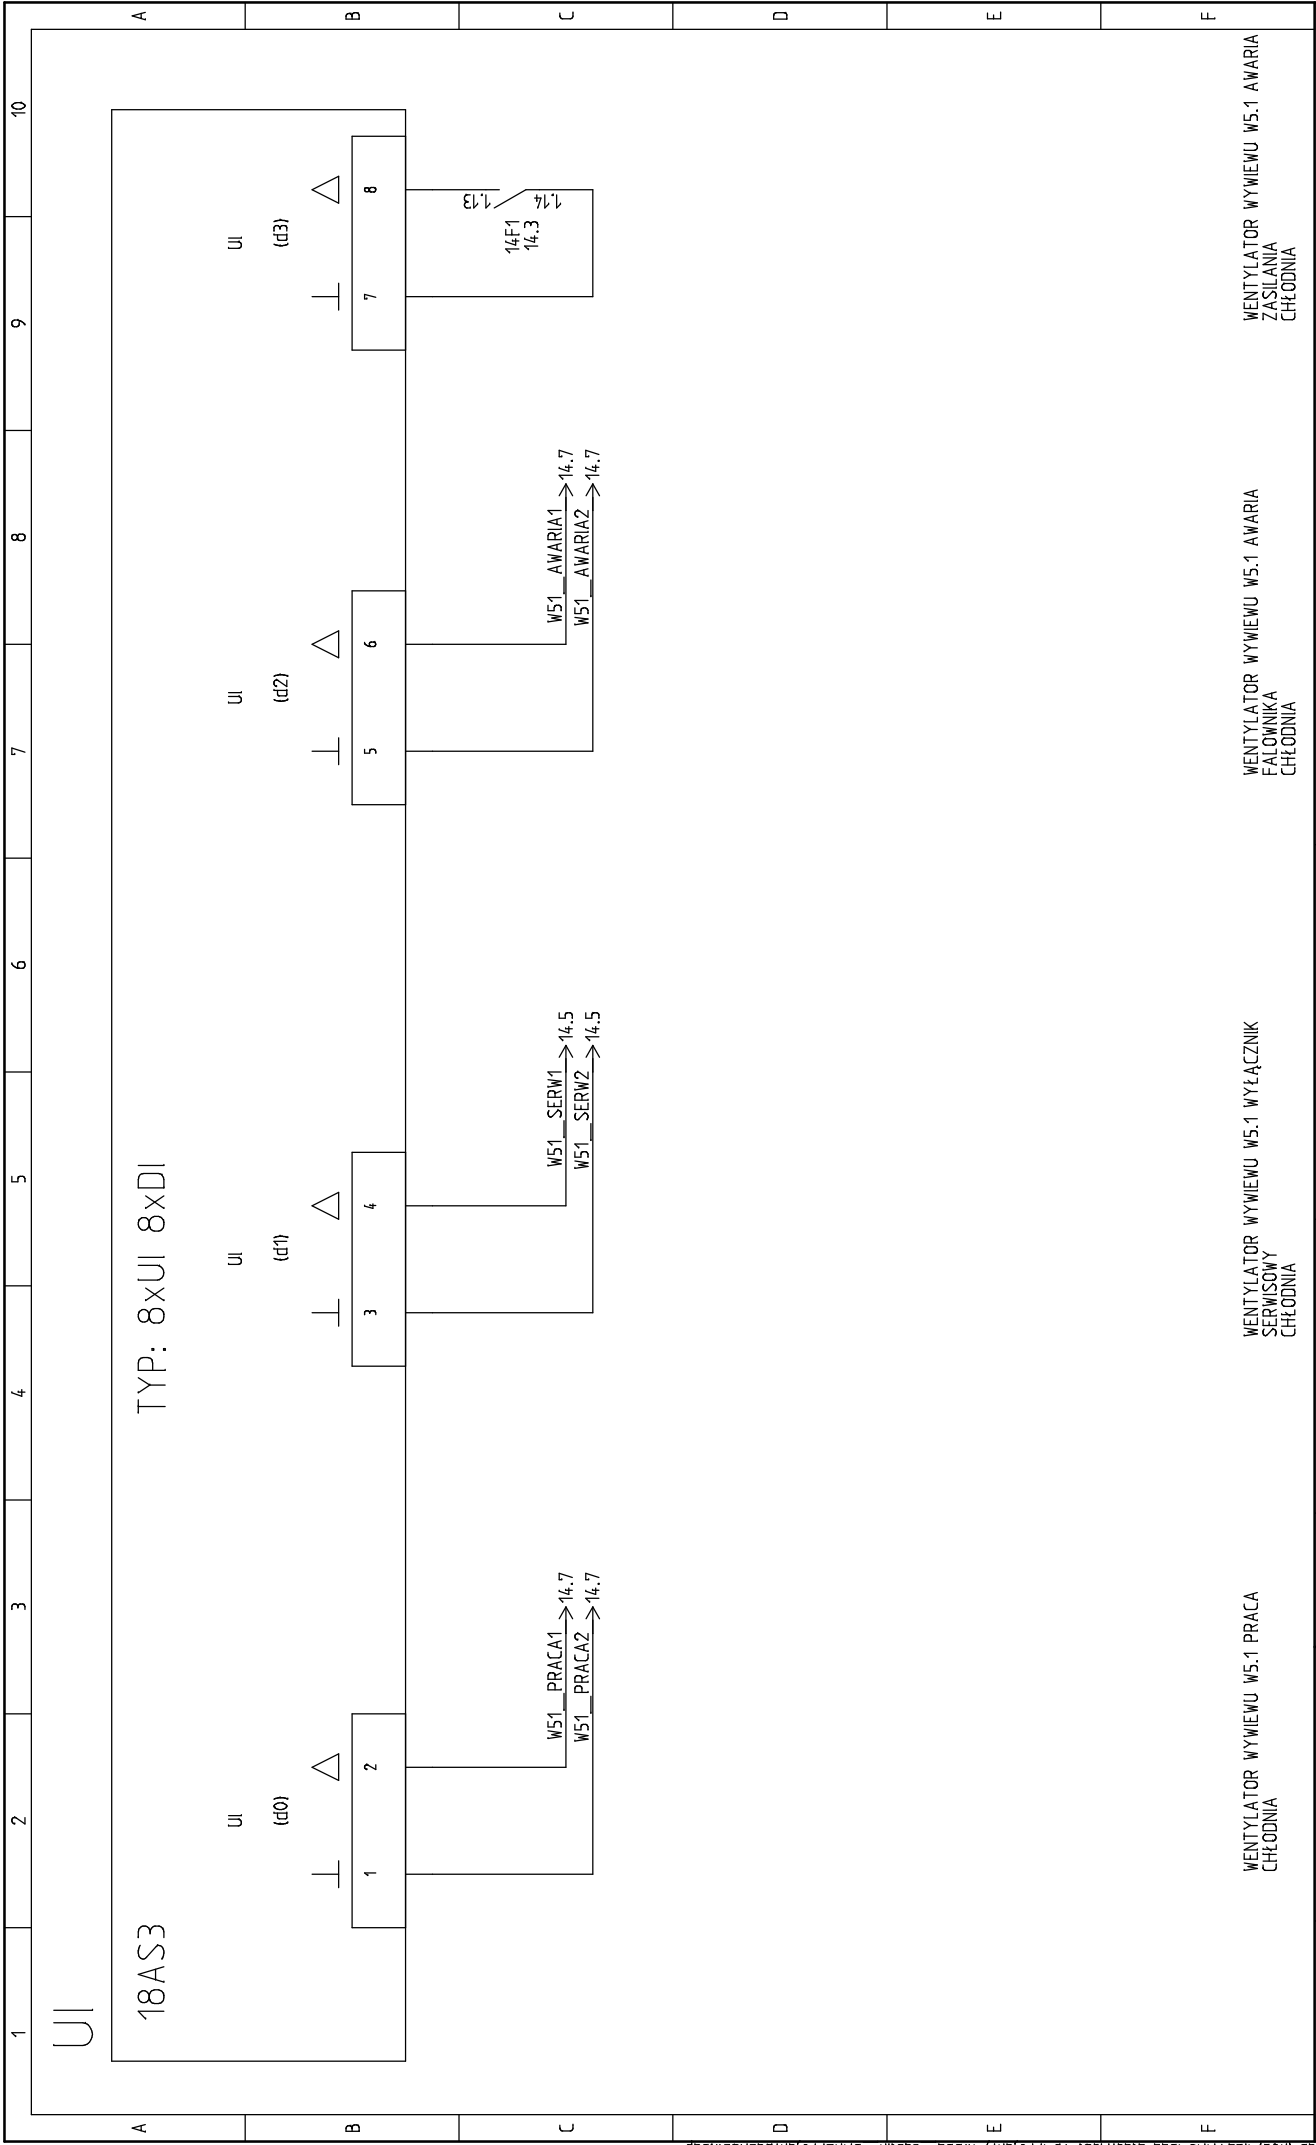 1 2 3 4 5 6 7 8 9 10
A
B
C
D
E
F
A
B
C
D
E
F
UI
18AS3
TYP: 8xUI 8xDI
UI
(d0)
1 2
W51_PRACA1 14.7
W51_PRACA2 14.7
WENTYLATOR WYWIEWU W5.1 PRACA
CHŁODNIA
UI
(d1)
3 4
W51_SERW1 14.5
W51_SERW2 14.5
WENTYLATOR WYWIEWU W5.1 WYŁĄCZNIK
SERWISOWY
CHŁODNIA
UI
(d2)
5 6
W51_AWARIA1 14.7
W51_AWARIA2 14.7
WENTYLATOR WYWIEWU W5.1 AWARIA
FALOWNIKA
CHŁODNIA
UI
(d3)
7 8
1.13
14F1
14.3
1.14
WENTYLATOR WYWIEWU W5.1 AWARIA
ZASILANIA
CHŁODNIA